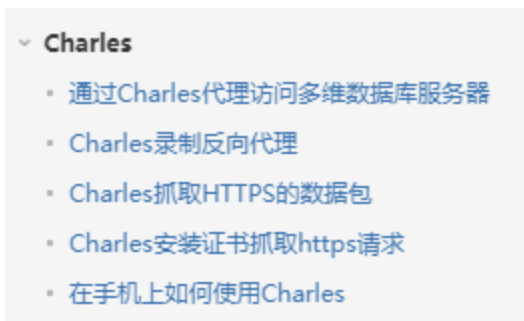 Charles
通过Charles代理访问多维数据库服务器
Charles录制反向代理
Charles抓取HTTPS的数据包
Charles安装证书抓取https请求
在手机上如何使用Charles